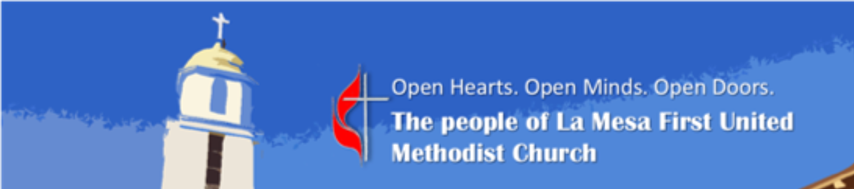 Open Hearts. Open Minds. Open Doors.
The people of La Mesa First United
Methodist Church